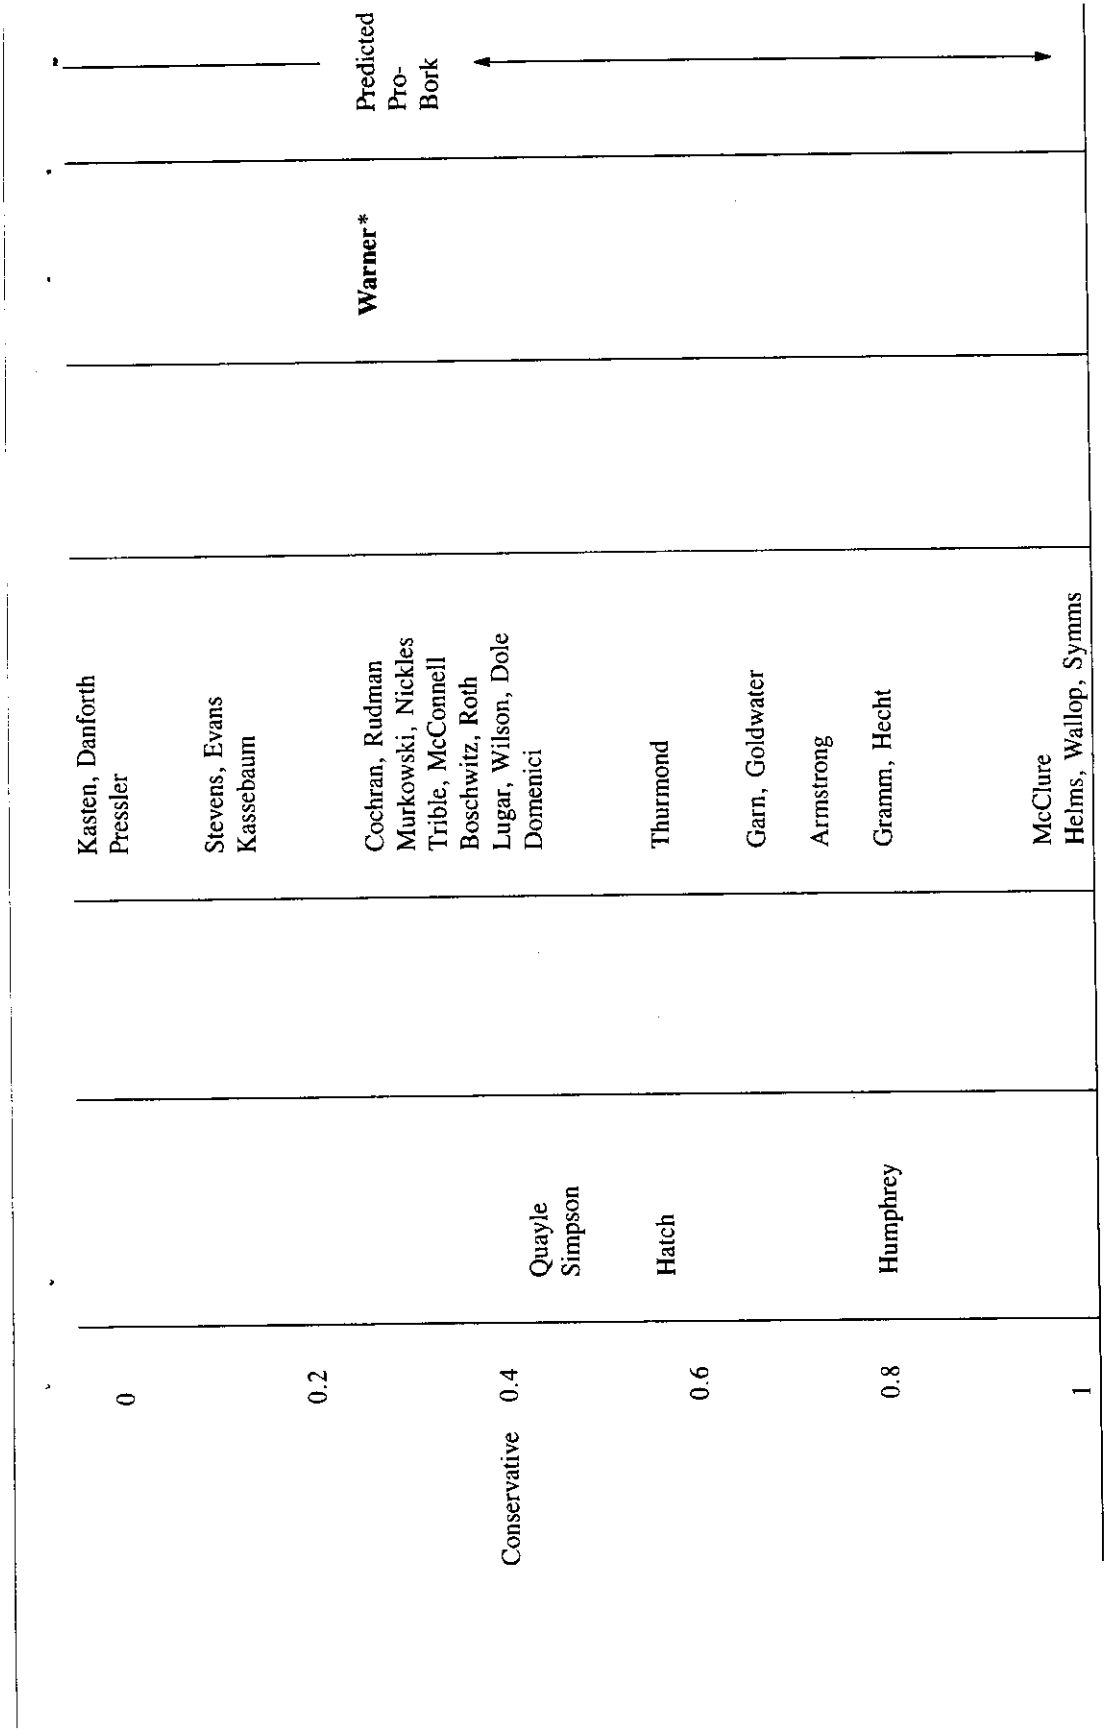 0
Kasten, Danforth
Pressler
Stevens, Evans
Kassebaum
0.2
Cochran, Rudman
Warner*
Predicted
Murkowski, Nickles
Pro-
Trible, McConnell
Bork
Boschwitz, Roth
Conservative 0.4
Lugar, Wilson, Dole
Quayle
Domenici
Simpson
Hatch
Thurmond
0.6
Garn, Goldwater
Armstrong
0.8
Humphrey
Gramm, Hecht
McClure
1
Helms, Wallop, Symms